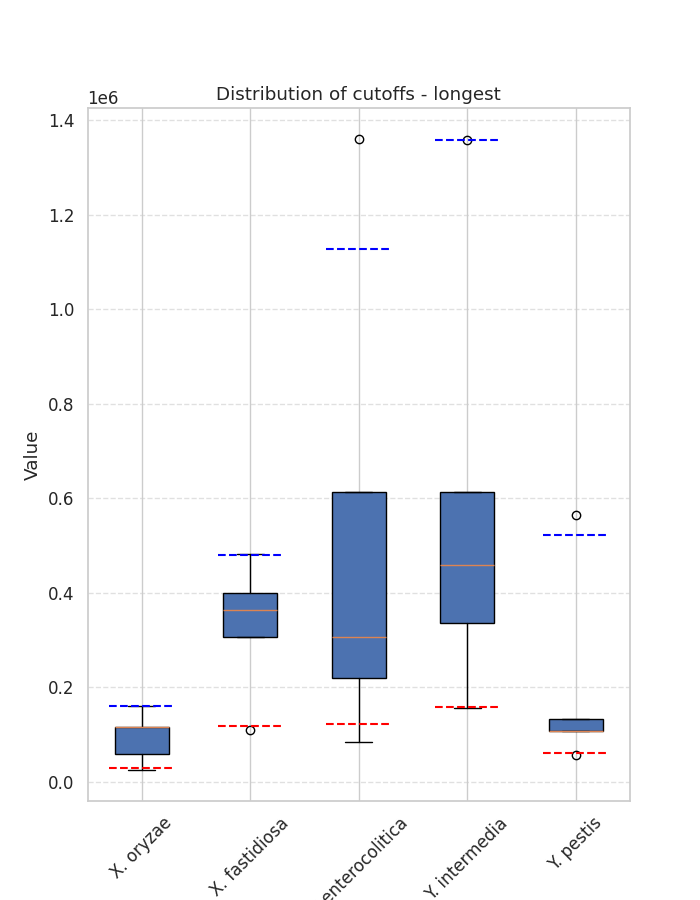 Distribution of cutoffs - longest
1e6
1.4
1.2
1.0
0.8
0.6
0.4
0.2
0.0
Value
X. oryzae
X. fastidiosa
enterocolitica
Y. intermedia
Y. pestis